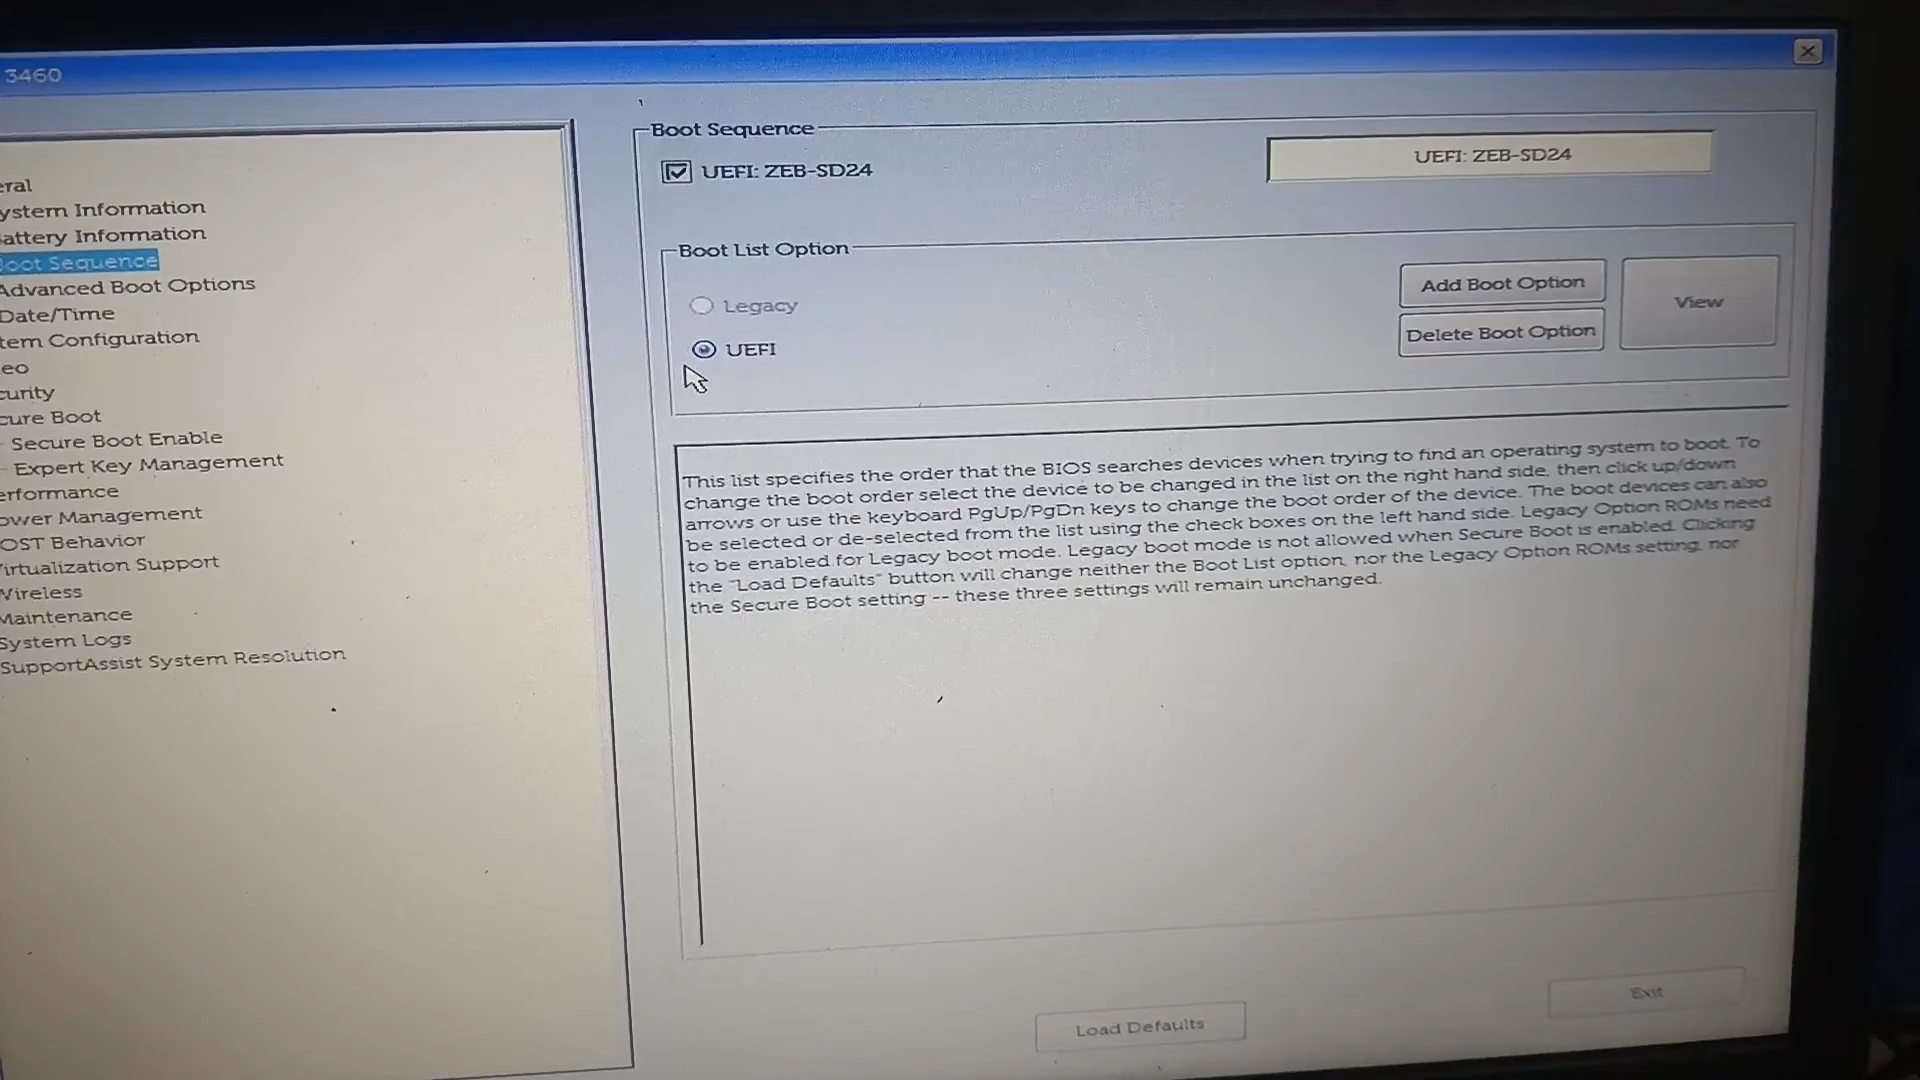 3460
eral
ystem Information
attery Information
oot Sequence
Advanced Boot Options
Date/Time
tem Configuration
eo
curity
cure Boot
Secure Boot Enable
Expert Key Management
erformance
ower Management
OST Behavior
irtualization Support
Wireless
Maintenance
System Logs
SupportAssist System Resolution
Boot Sequence
UEFI: ZEB-SD24
UEFI: ZEB-SD24
Boot List Option
Legacy
UEFI
Add Boot Option
Delete Boot Option
View
This list specifies the order that the BIOS searches devices when trying to find an operating system to boot. To
change the boot order select the device to be changed in the list on the right hand side, then click up/down
arrows or use the keyboard PgUp/PgDn keys to change the boot order of the device. The boot devices can also
be selected or de-selected from the list using the check boxes on the left hand side. Legacy Option ROMs need
to be enabled for Legacy boot mode. Legacy boot mode is not allowed when Secure Boot is enabled. Clicking
the "Load Defaults" button will change neither the Boot List option, nor the Legacy Option ROMs setting, nor
the Secure Boot setting -- these three settings will remain unchanged.
Load Defaults
Exit